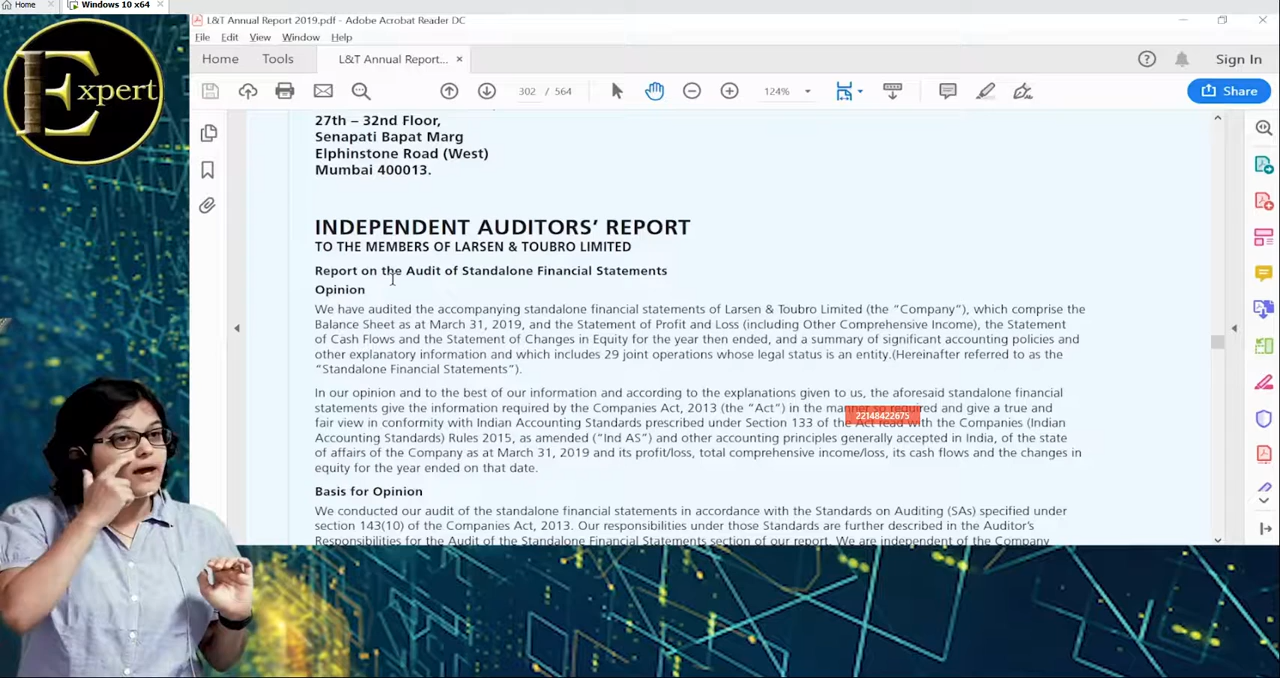 Home
Windows 10 x64
Expert
L&T Annual Report 2019.pdf - Adobe Acrobat Reader DC
File Edit View Window Help
Home Tools L&T Annual Report... Sign In
302 / 564 124% Share
27th – 32nd Floor,
Senapati Bapat Marg
Elphinstone Road (West)
Mumbai 400013.
INDEPENDENT AUDITORS’ REPORT
TO THE MEMBERS OF LARSEN & TOUBRO LIMITED
Report on the Audit of Standalone Financial Statements
Opinion
We have audited the accompanying standalone financial statements of Larsen & Toubro Limited (the “Company”), which comprise the
Balance Sheet as at March 31, 2019, and the Statement of Profit and Loss (including Other Comprehensive Income), the Statement
of Cash Flows and the Statement of Changes in Equity for the year then ended, and a summary of significant accounting policies and
other explanatory information and which includes 29 joint operations whose legal status is an entity.(Hereinafter referred to as the
“Standalone Financial Statements”).
In our opinion and to the best of our information and according to the explanations given to us, the aforesaid standalone financial
statements give the information required by the Companies Act, 2013 (the “Act”) in the manner so required and give a true and
22148422675
fair view in conformity with Indian Accounting Standards prescribed under Section 133 of the Act read with the Companies (Indian
Accounting Standards) Rules 2015, as amended (“Ind AS”) and other accounting principles generally accepted in India, of the state
of affairs of the Company as at March 31, 2019 and its profit/loss, total comprehensive income/loss, its cash flows and the changes in
equity for the year ended on that date.
Basis for Opinion
We conducted our audit of the standalone financial statements in accordance with the Standards on Auditing (SAs) specified under
section 143(10) of the Companies Act, 2013. Our responsibilities under those Standards are further described in the Auditor’s
Responsibilities for the Audit of the Standalone Financial Statements section of our report. We are independent of the Company